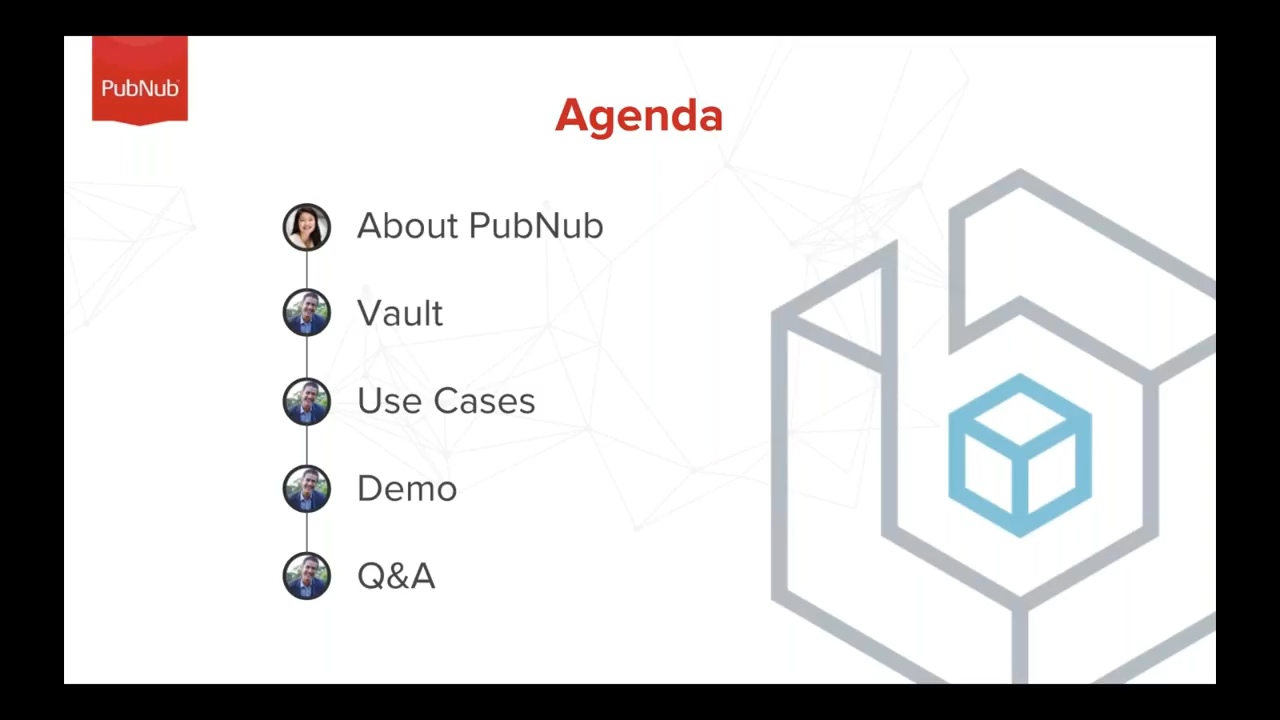 PubNub
Agenda
About PubNub
Vault
Use Cases
Demo
Q&A